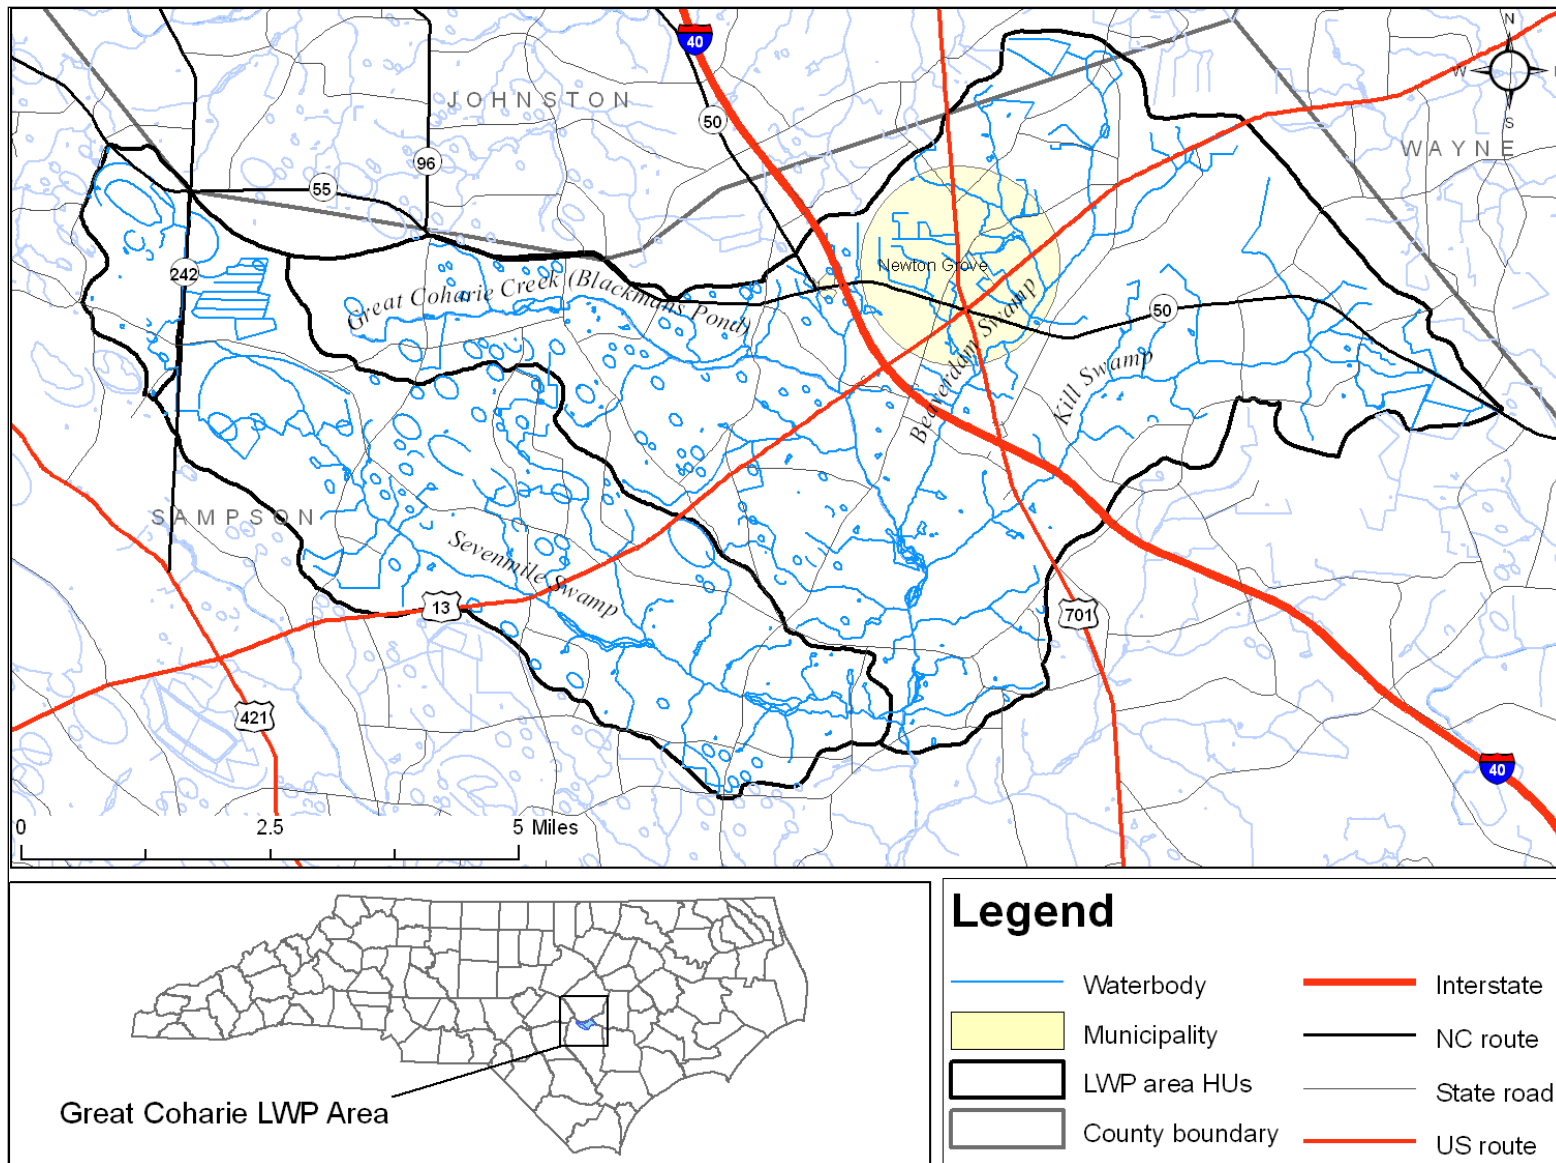 N
W
E
S
40
JOHNSTON
50
WAYNE
96
55
242
Newton Grove
Great Coharie Creek (Blackmans Pond)
50
Beaverdam Swamp
Kill Swamp
SAMPSON
Sevenmile Swamp
13
701
421
40
0 2.5 5 Miles
Great Coharie LWP Area
Legend
Waterbody
Municipality
LWP area HUs
County boundary
Interstate
NC route
State road
US route